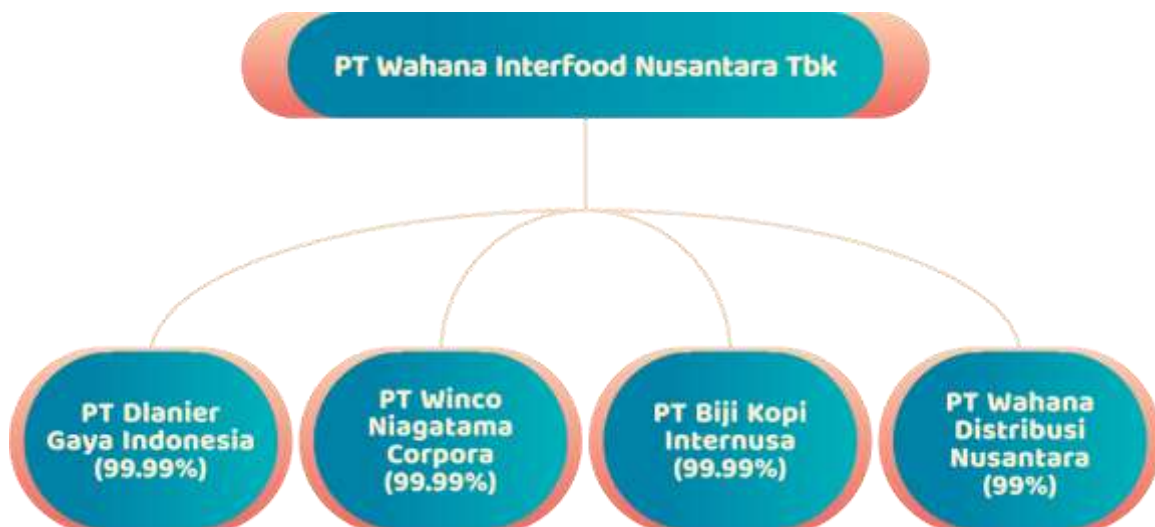 PT Wahana Interfood Nusantara Tbk
PT Dlanier
Gaya Indonesia
(99.99%)
PT Winco
Niagatama
Corpora
(99.99%)
PT Biji Kopi
Internusa
(99.99%)
PT Wahana
Distribusi
Nusantara
(99%)